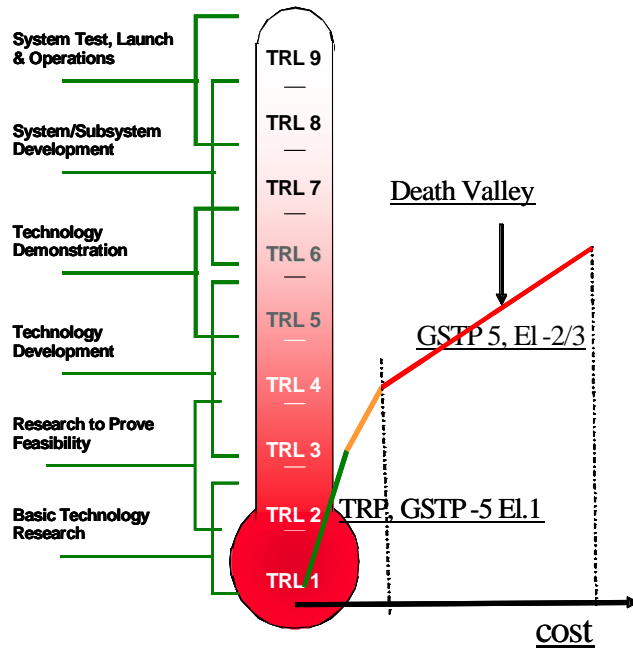 System Test, Launch
& Operations
System/Subsystem
Development
Technology
Demonstration
Technology
Development
Research to Prove
Feasibility
Basic Technology
Research
TRL 9
TRL 8
TRL 7
TRL 6
TRL 5
TRL 4
TRL 3
TRL 2
TRL 1
Death Valley
GSTP 5, El -2/3
TRP, GSTP -5 El.1
cost